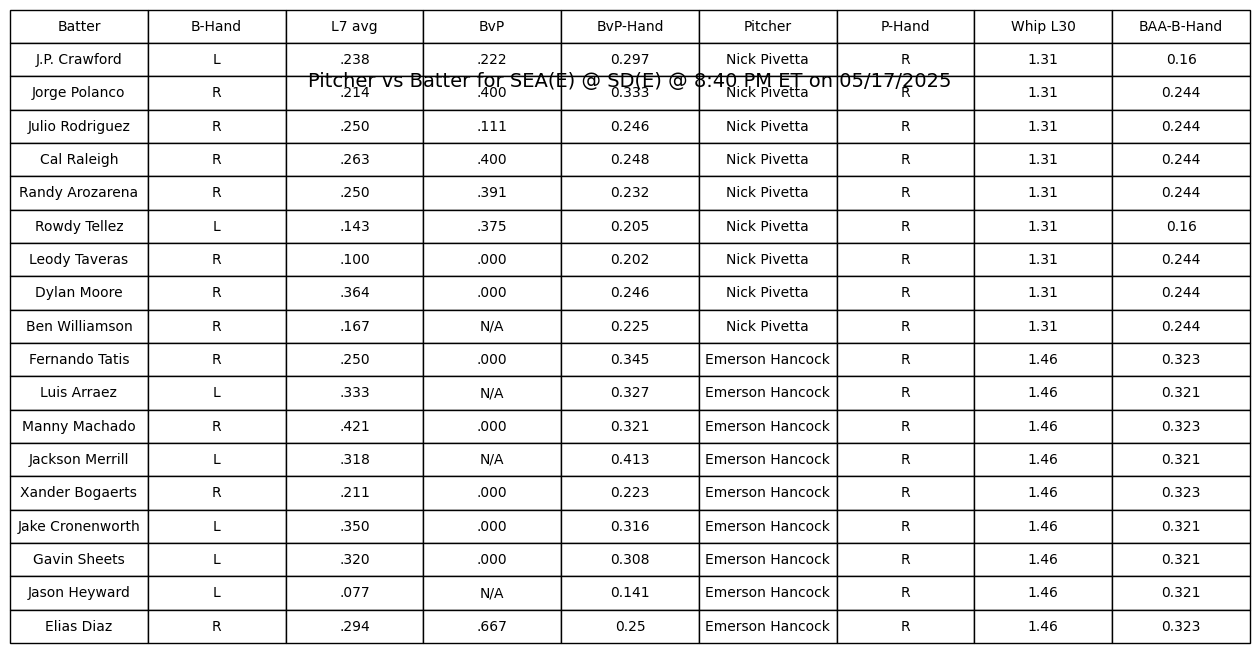 Batter B-Hand L7 avg BvP BvP-Hand Pitcher P-Hand Whip L30 BAA-B-Hand
J.P. Crawford L .238 .222 0.297 Nick Pivetta R 1.31 0.16
Pitcher vs Batter for SEA(E) @ SD(E) @ 8:40 PM ET on 05/17/2025
Jorge Polanco R .214 .400 0.333 Nick Pivetta R 1.31 0.244
Julio Rodriguez R .250 .111 0.246 Nick Pivetta R 1.31 0.244
Cal Raleigh R .263 .400 0.248 Nick Pivetta R 1.31 0.244
Randy Arozarena R .250 .391 0.232 Nick Pivetta R 1.31 0.244
Rowdy Tellez L .143 .375 0.205 Nick Pivetta R 1.31 0.16
Leody Taveras R .100 .000 0.202 Nick Pivetta R 1.31 0.244
Dylan Moore R .364 .000 0.246 Nick Pivetta R 1.31 0.244
Ben Williamson R .167 N/A 0.225 Nick Pivetta R 1.31 0.244
Fernando Tatis R .250 .000 0.345 Emerson Hancock R 1.46 0.323
Luis Arraez L .333 N/A 0.327 Emerson Hancock R 1.46 0.321
Manny Machado R .421 .000 0.321 Emerson Hancock R 1.46 0.323
Jackson Merrill L .318 N/A 0.413 Emerson Hancock R 1.46 0.321
Xander Bogaerts R .211 .000 0.223 Emerson Hancock R 1.46 0.323
Jake Cronenworth L .350 .000 0.316 Emerson Hancock R 1.46 0.321
Gavin Sheets L .320 .000 0.308 Emerson Hancock R 1.46 0.321
Jason Heyward L .077 N/A 0.141 Emerson Hancock R 1.46 0.321
Elias Diaz R .294 .667 0.25 Emerson Hancock R 1.46 0.323